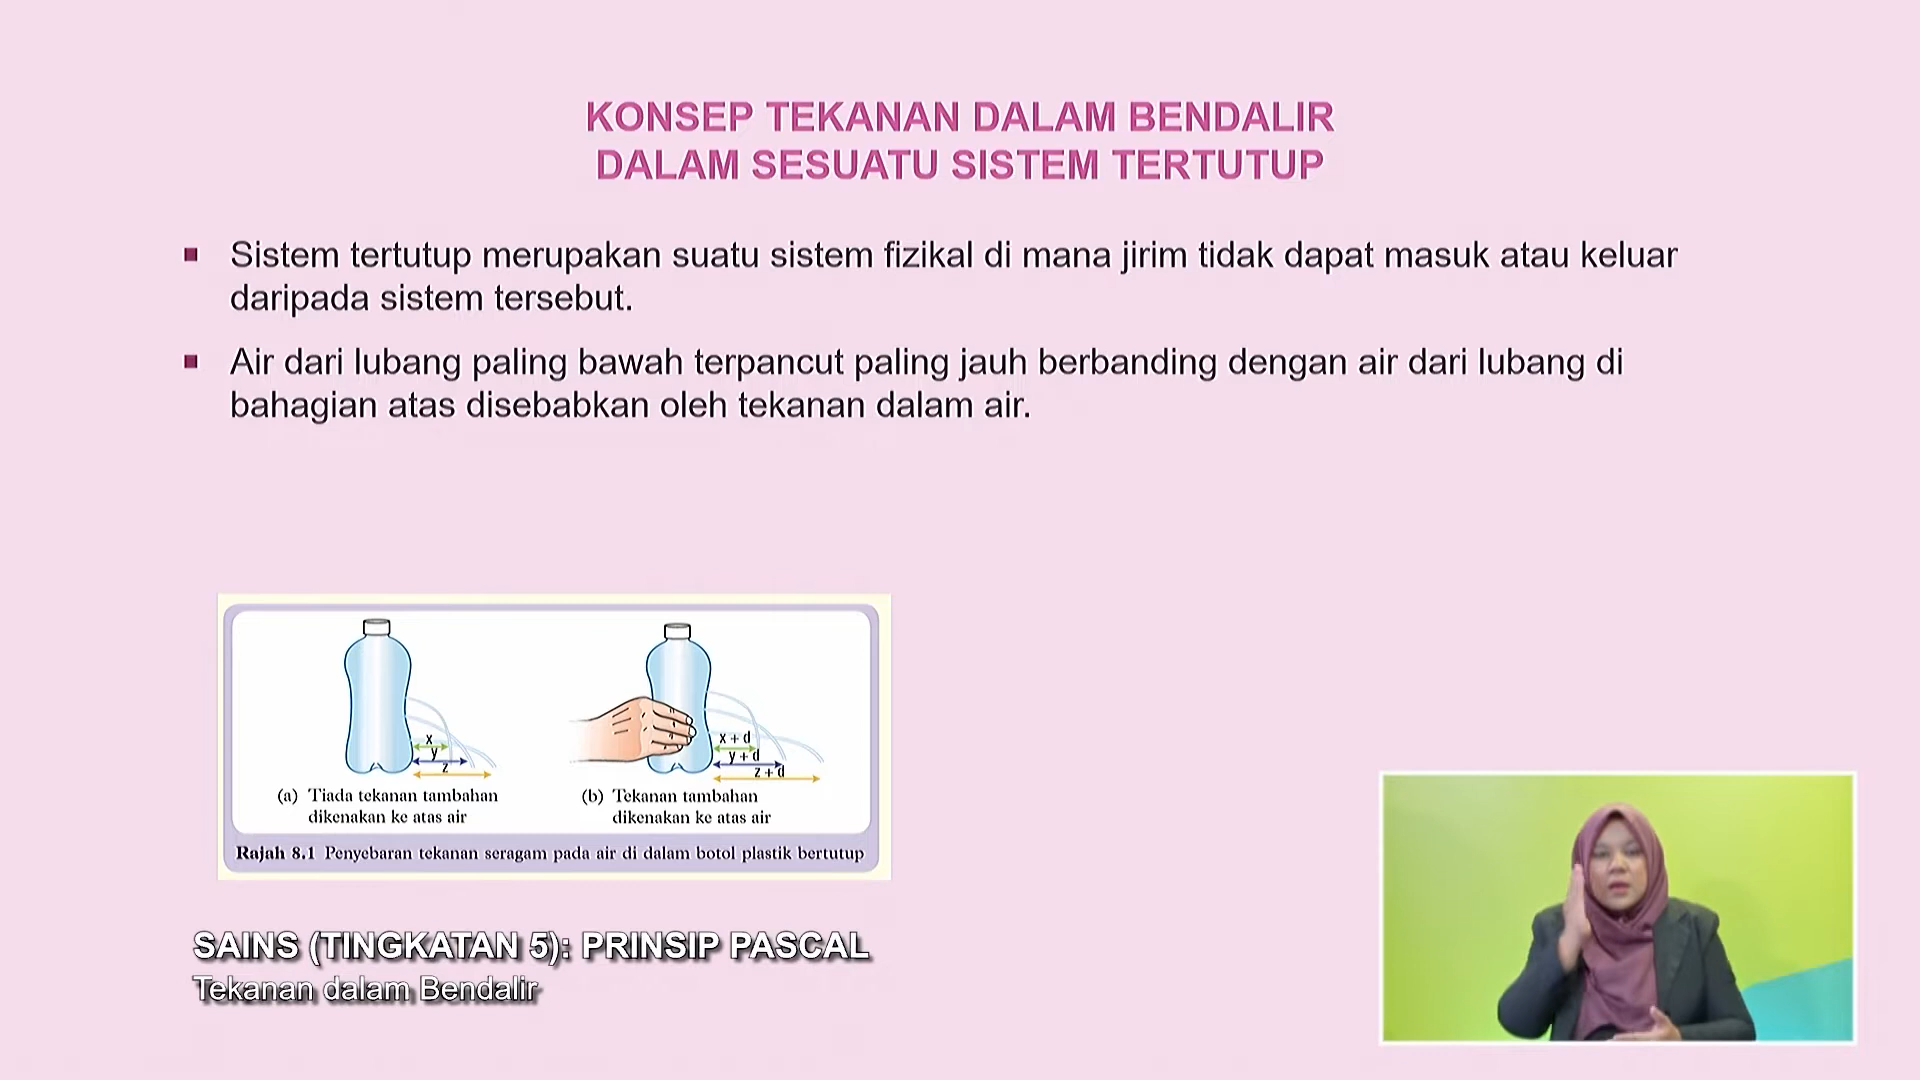 KONSEP TEKANAN DALAM BENDALIR
DALAM SESUATU SISTEM TERTUTUP
Sistem tertutup merupakan suatu sistem fizikal di mana jirim tidak dapat masuk atau keluar
daripada sistem tersebut.
Air dari lubang paling bawah terpancut paling jauh berbanding dengan air dari lubang di
bahagian atas disebabkan oleh tekanan dalam air.
x
y
z
(a) Tiada tekanan tambahan
dikenakan ke atas air
x + d
y + d
z + d
(b) Tekanan tambahan
dikenakan ke atas air
Rajah 8.1 Penyebaran tekanan seragam pada air di dalam botol plastik bertutup
SAINS (TINGKATAN 5): PRINSIP PASCAL
Tekanan dalam Bendalir